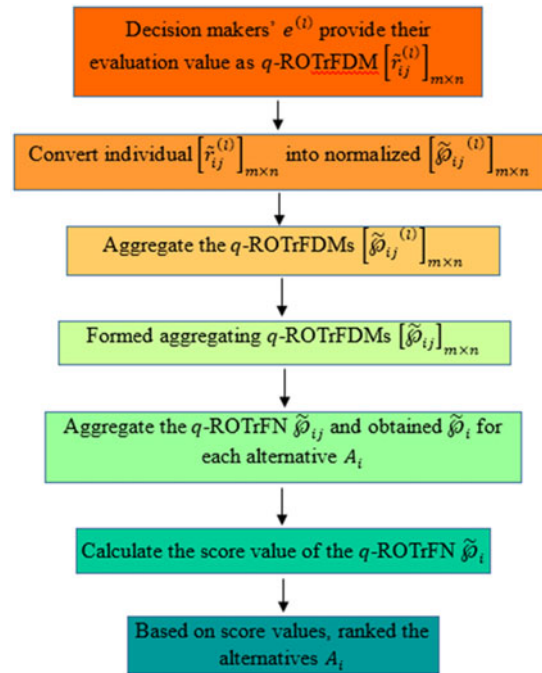 Decision makers' e^(l) provide their
evaluation value as q-ROTrFDM [r̃_ij^(l)]_m×n
Convert individual [r̃_ij^(l)]_m×n into normalized [℘̃_ij^(l)]_m×n
Aggregate the q-ROTrFDMs [℘̃_ij^(l)]_m×n
Formed aggregating q-ROTrFDMs [℘̃_ij]_m×n
Aggregate the q-ROTrFN ℘̃_ij and obtained ℘̃_i for
each alternative A_i
Calculate the score value of the q-ROTrFN ℘̃_i
Based on score values, ranked the
alternatives A_i